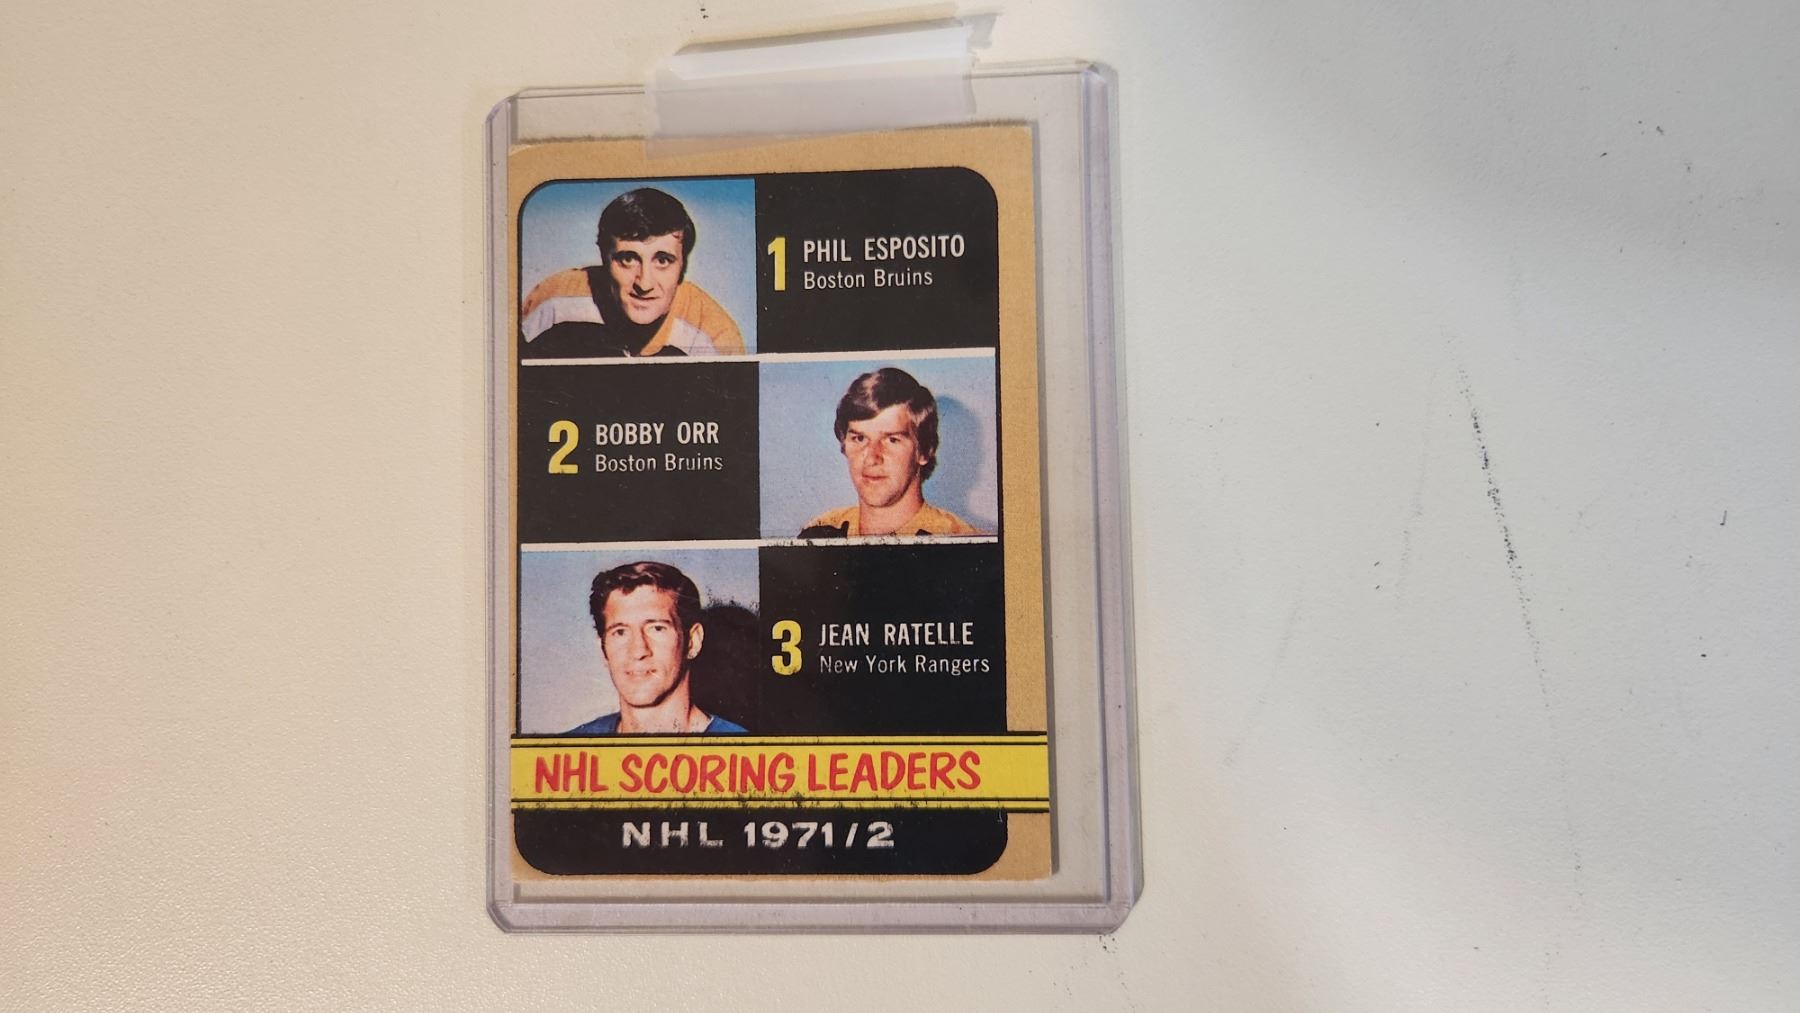 1 PHIL ESPOSITO
Boston Bruins
2 BOBBY ORR
Boston Bruins
3 JEAN RATELLE
New York Rangers
NHL SCORING LEADERS
NHL 1971/2